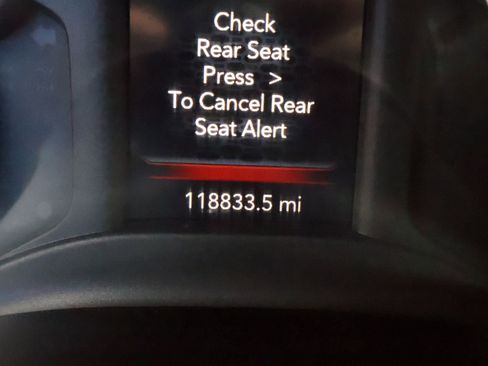 Check
Rear Seat
Press >
To Cancel Rear
Seat Alert
118833.5 mi